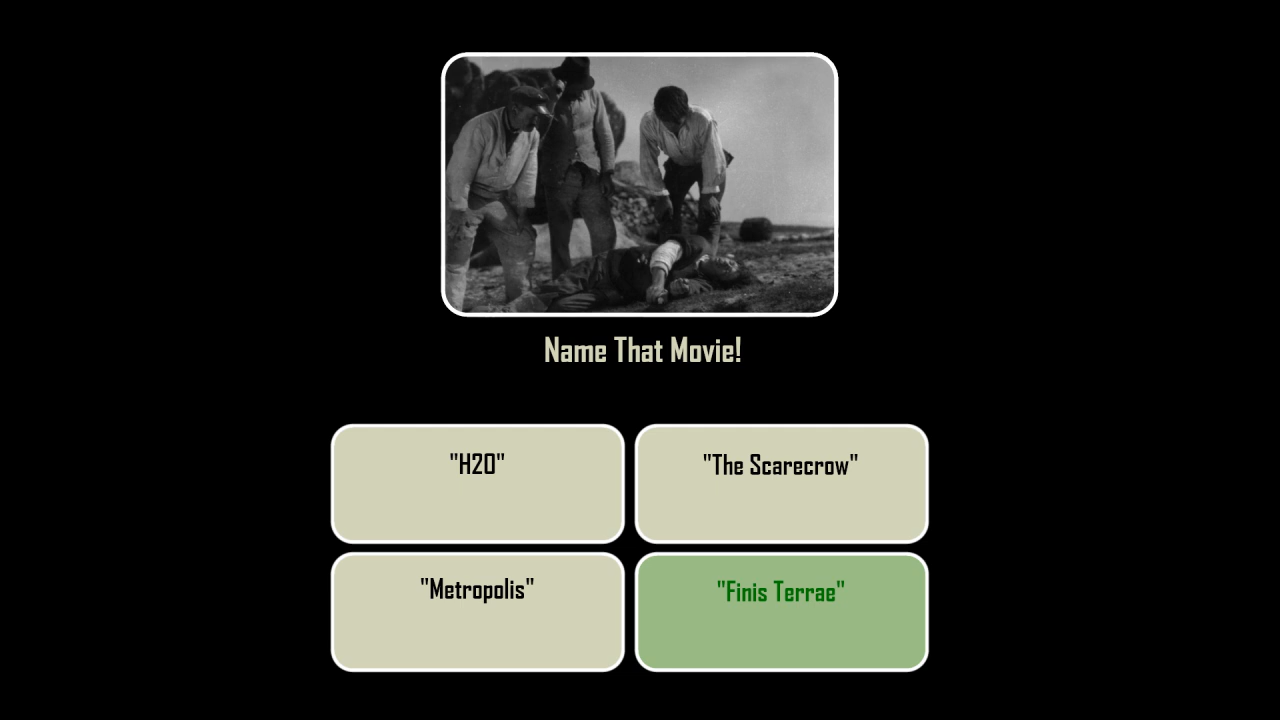 Name That Movie!
"H2O"
"The Scarecrow"
"Metropolis"
"Finis Terrae"